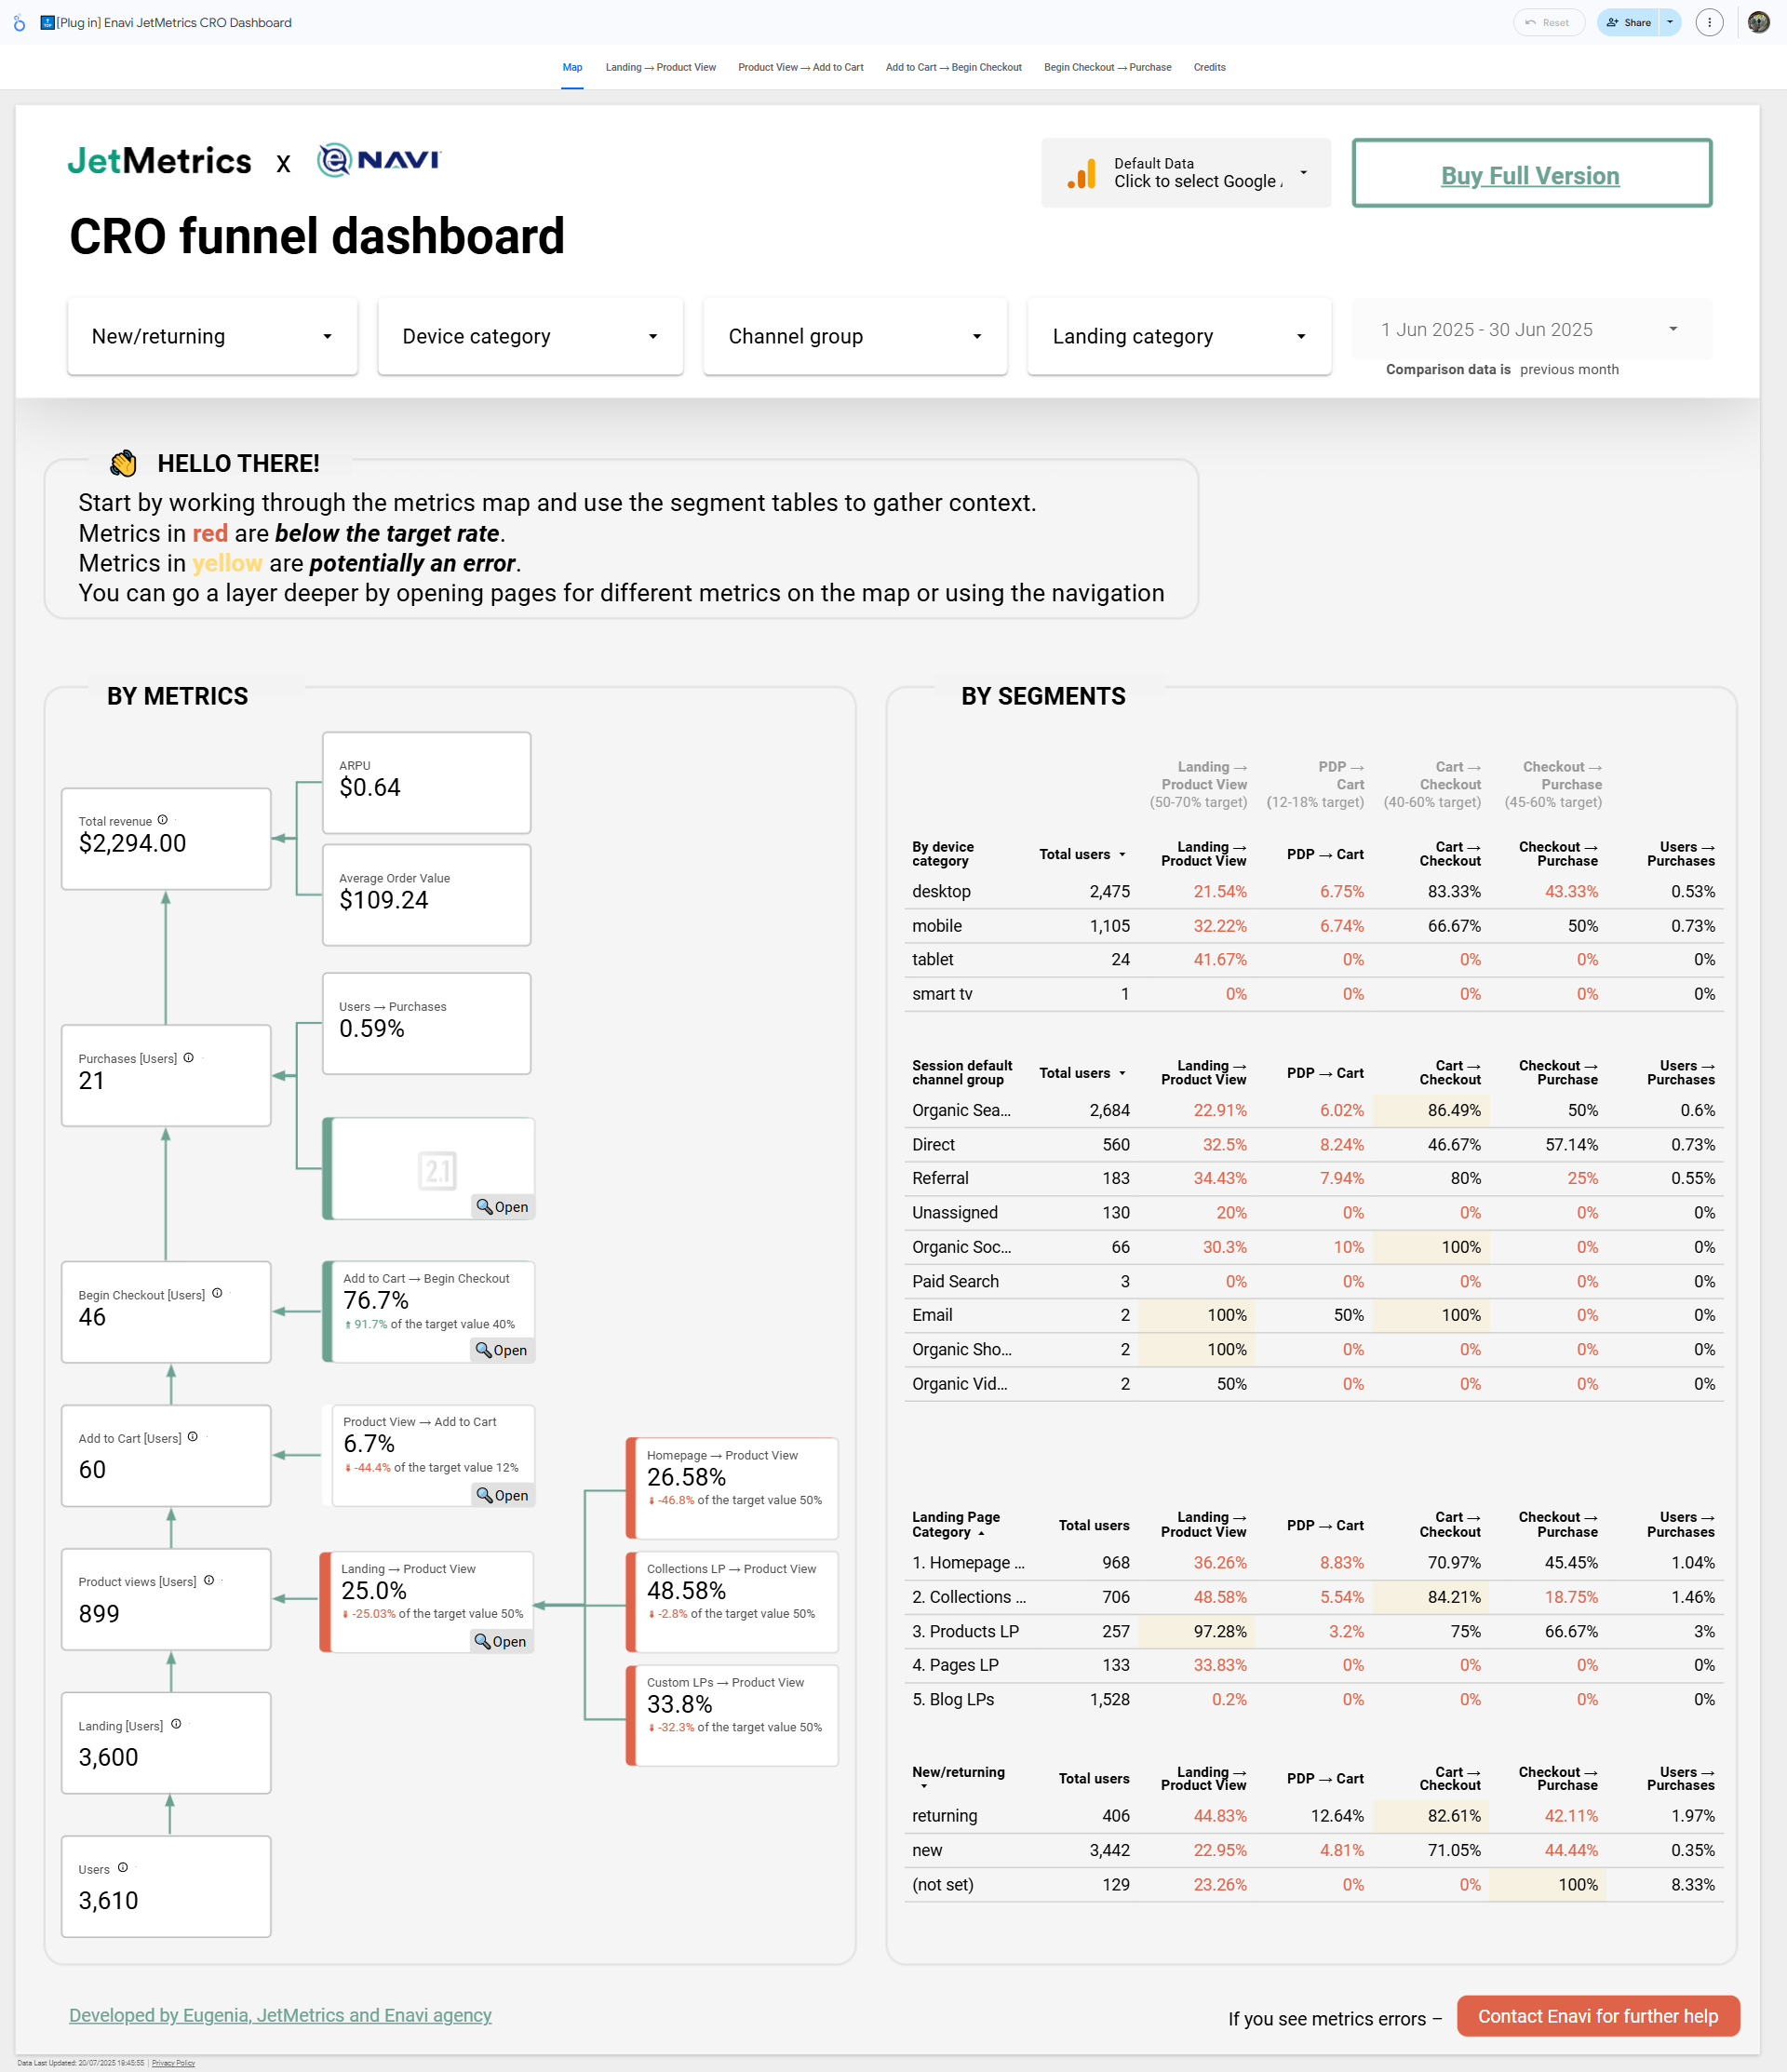 [Plug in] Enavi JetMetrics CRO Dashboard
Reset
Share
Map
Landing → Product View
Product View → Add to Cart
Add to Cart → Begin Checkout
Begin Checkout → Purchase
Credits
JetMetrics x eNAVI
Default Data
Click to select Google
Buy Full Version
CRO funnel dashboard
New/returning
Device category
Channel group
Landing category
1 Jun 2025 - 30 Jun 2025
Comparison data is previous month
HELLO THERE!
Start by working through the metrics map and use the segment tables to gather context.
Metrics in red are below the target rate.
Metrics in yellow are potentially an error.
You can go a layer deeper by opening pages for different metrics on the map or using the navigation
BY METRICS
ARPU
$0.64
Total revenue
$2,294.00
Average Order Value
$109.24
Users → Purchases
0.59%
Purchases [Users]
21
21
Open
Begin Checkout [Users]
46
Add to Cart → Begin Checkout
76.7%
91.7% of the target value 40%
Open
Add to Cart [Users]
60
Product View → Add to Cart
6.7%
-44.4% of the target value 12%
Open
Homepage → Product View
26.58%
-46.8% of the target value 50%
Product views [Users]
899
Landing → Product View
25.0%
-25.03% of the target value 50%
Open
Collections LP → Product View
48.58%
-2.8% of the target value 50%
Custom LPs → Product View
33.8%
-32.3% of the target value 50%
Landing [Users]
3,600
Users
3,610
BY SEGMENTS
Landing → PDP → Cart → Checkout →
Product View Cart Checkout Purchase
(50-70% target) (12-18% target) (40-60% target) (45-60% target)
By device Landing → Cart → Checkout → Users →
category Total users Product View PDP → Cart Checkout Purchase Purchases
desktop 2,475 21.54% 6.75% 83.33% 43.33% 0.53%
mobile 1,105 32.22% 6.74% 66.67% 50% 0.73%
tablet 24 41.67% 0% 0% 0% 0%
smart tv 1 0% 0% 0% 0% 0%
Session default Landing → Cart → Checkout → Users →
channel group Total users Product View PDP → Cart Checkout Purchase Purchases
Organic Sea... 2,684 22.91% 6.02% 86.49% 50% 0.6%
Direct 560 32.5% 8.24% 46.67% 57.14% 0.73%
Referral 183 34.43% 7.94% 80% 25% 0.55%
Unassigned 130 20% 0% 0% 0% 0%
Organic Soc... 66 30.3% 10% 100% 0% 0%
Paid Search 3 0% 0% 0% 0% 0%
Email 2 100% 50% 100% 0% 0%
Organic Sho... 2 100% 0% 0% 0% 0%
Organic Vid... 2 50% 0% 0% 0% 0%
Landing Page Landing → Cart → Checkout → Users →
Category Total users Product View PDP → Cart Checkout Purchase Purchases
1. Homepage ... 968 36.26% 8.83% 70.97% 45.45% 1.04%
2. Collections ... 706 48.58% 5.54% 84.21% 18.75% 1.46%
3. Products LP 257 97.28% 3.2% 75% 66.67% 3%
4. Pages LP 133 33.83% 0% 0% 0% 0%
5. Blog LPs 1,528 0.2% 0% 0% 0% 0%
New/returning Landing → Cart → Checkout → Users →
Total users Product View PDP → Cart Checkout Purchase Purchases
returning 406 44.83% 12.64% 82.61% 42.11% 1.97%
new 3,442 22.95% 4.81% 71.05% 44.44% 0.35%
(not set) 129 23.26% 0% 0% 100% 8.33%
Developed by Eugenia, JetMetrics and Enavi agency
If you see metrics errors –
Contact Enavi for further help
Data Last Updated: 20/07/2025 18:45:55 | Privacy Policy